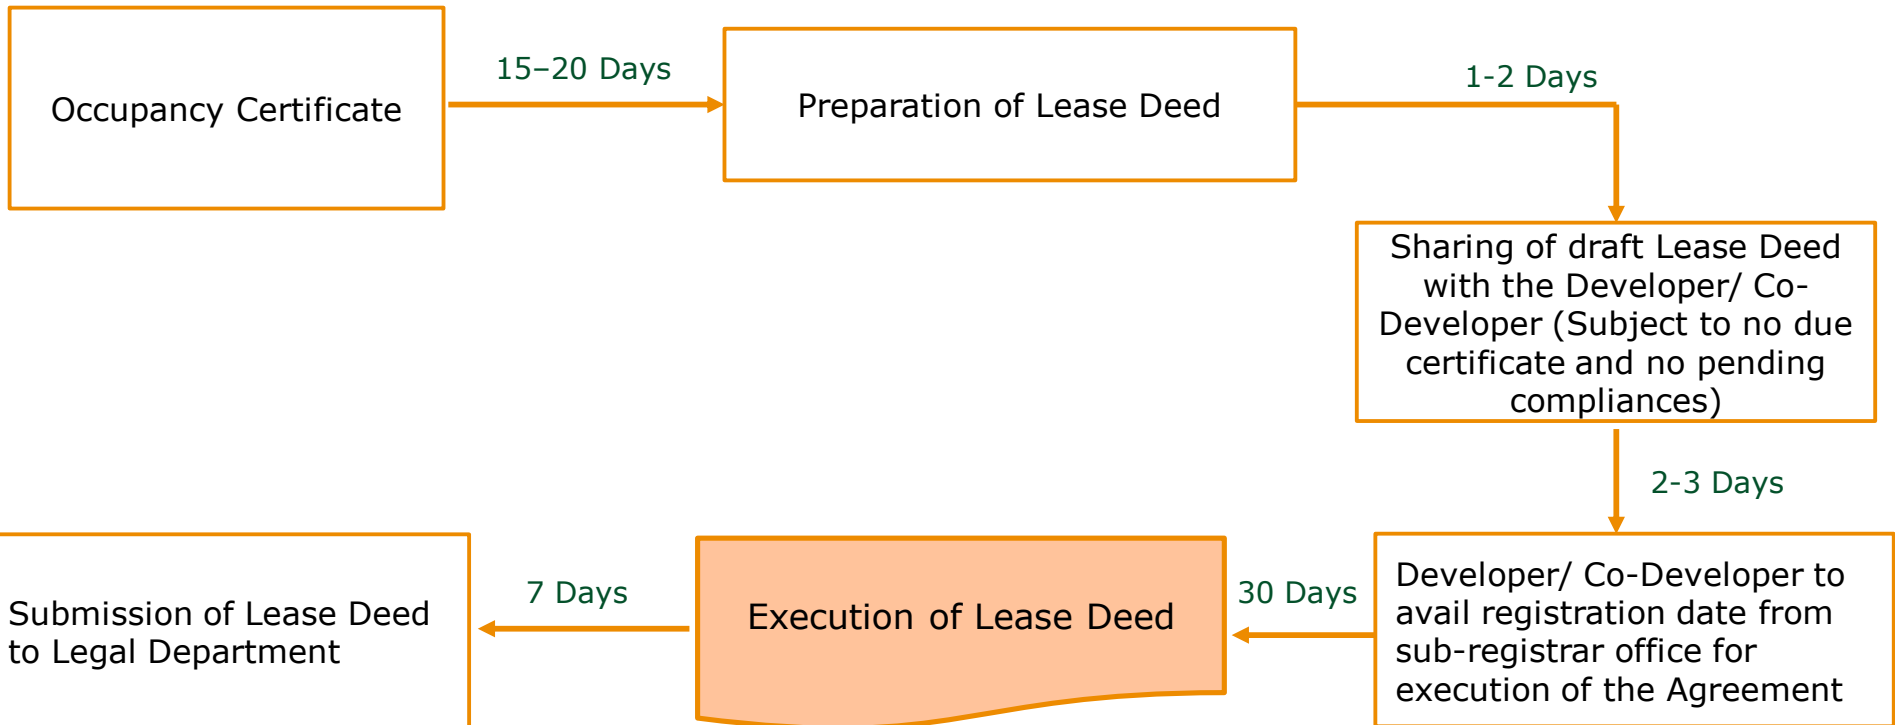 Occupancy Certificate
15–20 Days
Preparation of Lease Deed
1-2 Days
Sharing of draft Lease Deed
with the Developer/ Co-
Developer (Subject to no due
certificate and no pending
compliances)
2-3 Days
Developer/ Co-Developer to
avail registration date from
sub-registrar office for
execution of the Agreement
30 Days
Execution of Lease Deed
7 Days
Submission of Lease Deed
to Legal Department